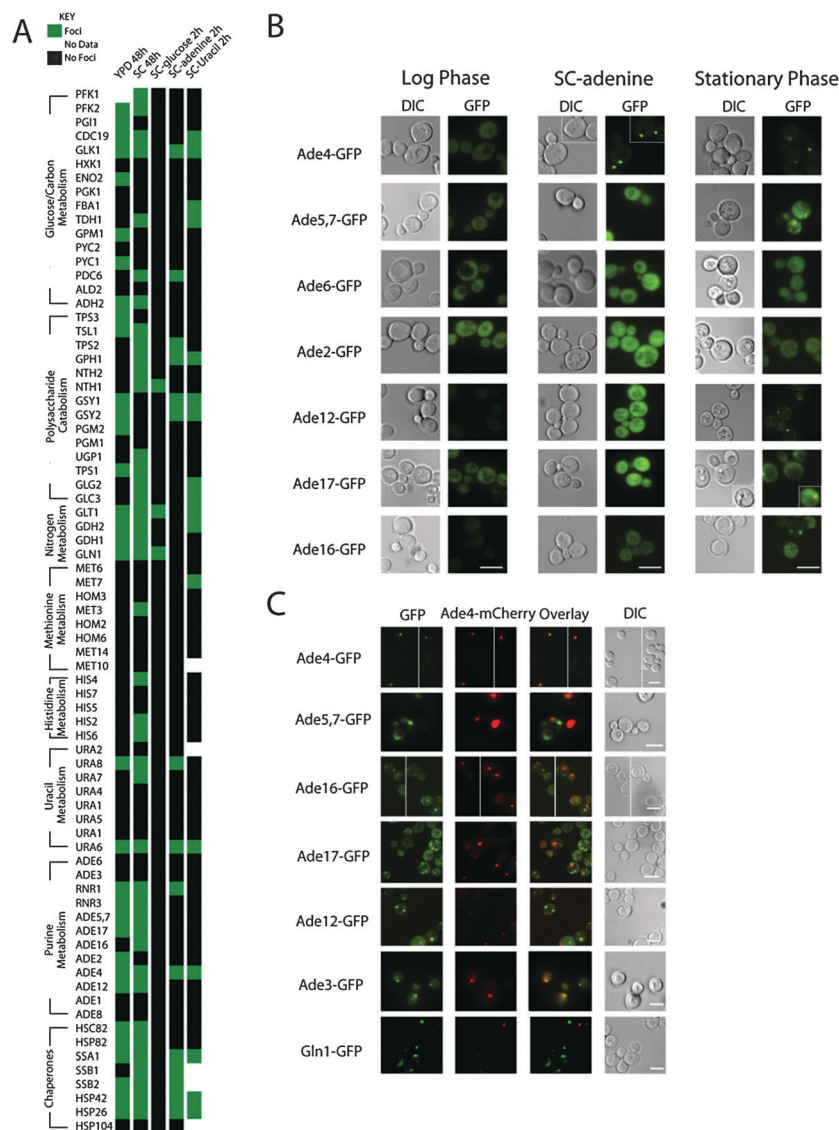 A
KEY
Foci
No Data
No Foci
YPD 48h
SC 48h
SC-glucose 2h
SC-adenine 2h
SC-Uracil 2h
Glucose/Carbon
Metabolism
Polysaccharide
Catabolism
Nitrogen
Metabolism
Methionine
Metabolism
Histidine
Metabolism
Uracil
Metabolism
Purine
Metabolism
Chaperones
PFK1
PFK2
PGI1
CDC19
GLK1
HXK1
ENO2
PGK1
FBA1
TDH1
GPM1
PYC2
PYC1
PDC6
ALD2
ADH2
TPS3
TSL1
TPS2
GPH1
NTH2
NTH1
GSY1
GSY2
PGM2
PGM1
UGP1
TPS1
GLG2
GLC3
GLT1
GDH2
GDH1
GLN1
MET6
MET7
HOM3
MET3
HOM2
HOM6
MET14
MET10
HIS4
HIS7
HIS5
HIS2
HIS6
URA2
URA8
URA7
URA4
URA1
URA5
URA1
URA6
ADE6
ADE3
RNR1
RNR3
ADE5,7
ADE17
ADE16
ADE2
ADE4
ADE12
ADE1
ADE8
HSC82
HSP82
SSA1
SSB1
SSB2
HSP42
HSP26
HSP104
B
Log Phase SC-adenine Stationary Phase
DIC GFP DIC GFP DIC GFP
Ade4-GFP
Ade5,7-GFP
Ade6-GFP
Ade2-GFP
Ade12-GFP
Ade17-GFP
Ade16-GFP
C
GFP Ade4-mCherry Overlay DIC
Ade4-GFP
Ade5,7-GFP
Ade16-GFP
Ade17-GFP
Ade12-GFP
Ade3-GFP
Gln1-GFP